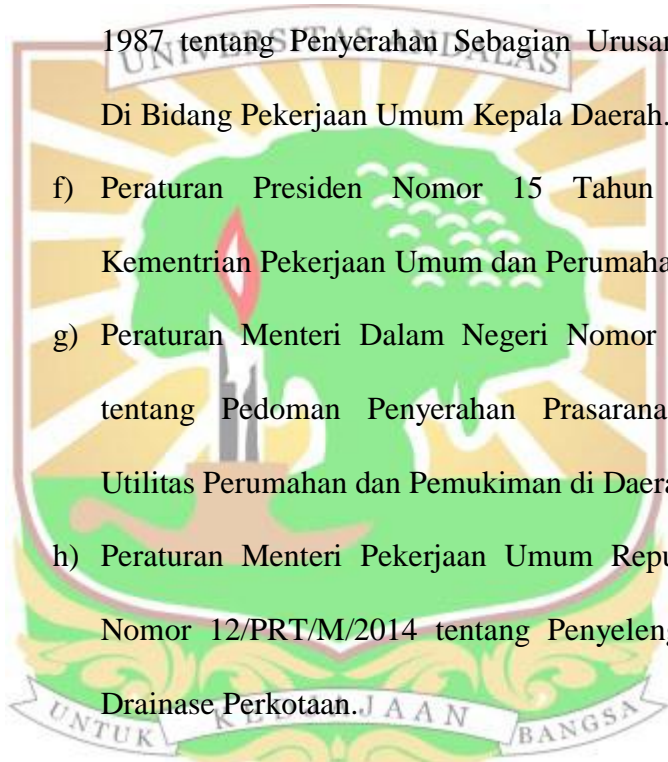 1987 tentang Penyerahan Sebagian Urusan
UNIVERSITAS ANDALAS
Di Bidang Pekerjaan Umum Kepala Daerah.
f) Peraturan Presiden Nomor 15 Tahun
Kementrian Pekerjaan Umum dan Perumaha
g) Peraturan Menteri Dalam Negeri Nomor
tentang Pedoman Penyerahan Prasarana
Utilitas Perumahan dan Pemukiman di Daera
h) Peraturan Menteri Pekerjaan Umum Repu
Nomor 12/PRT/M/2014 tentang Penyeleng
Drainase Perkotaan.
UNTUK KEDJAJAAN BANGSA